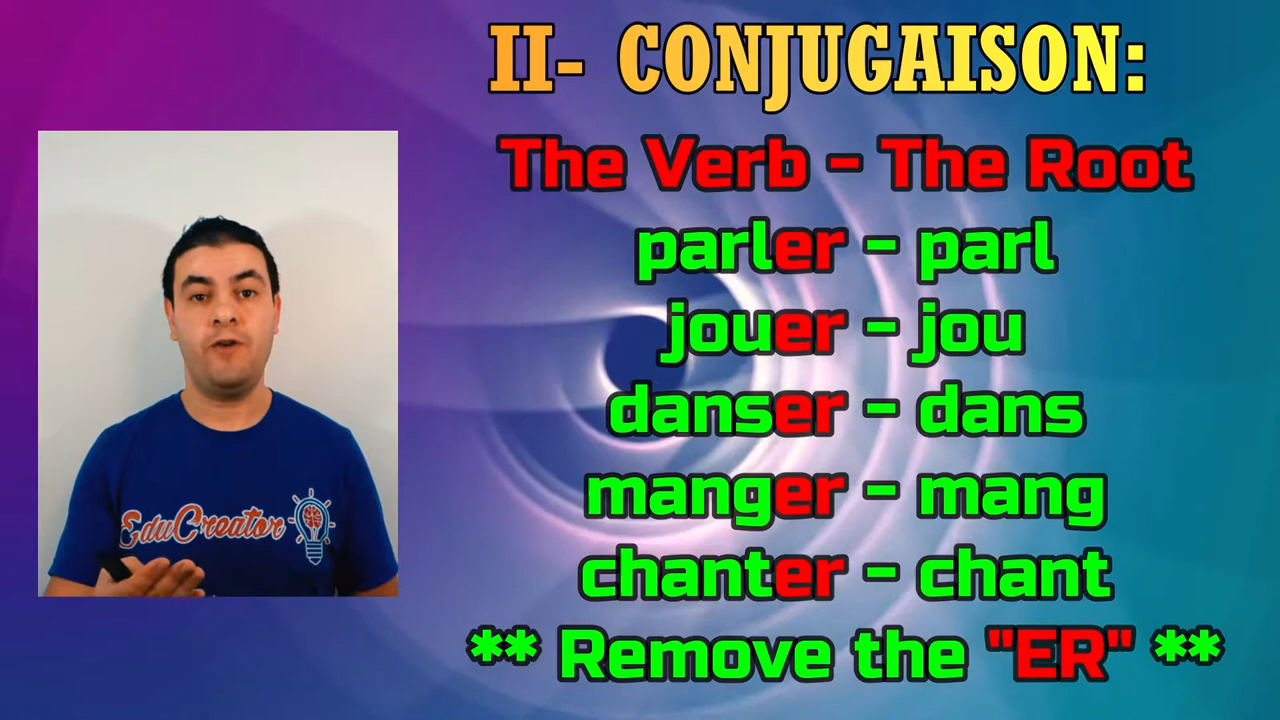 II- CONJUGAISON:
The Verb - The Root
parler - parl
jouer - jou
danser - dans
manger - mang
chanter - chant
** Remove the "ER" **
EduCreator